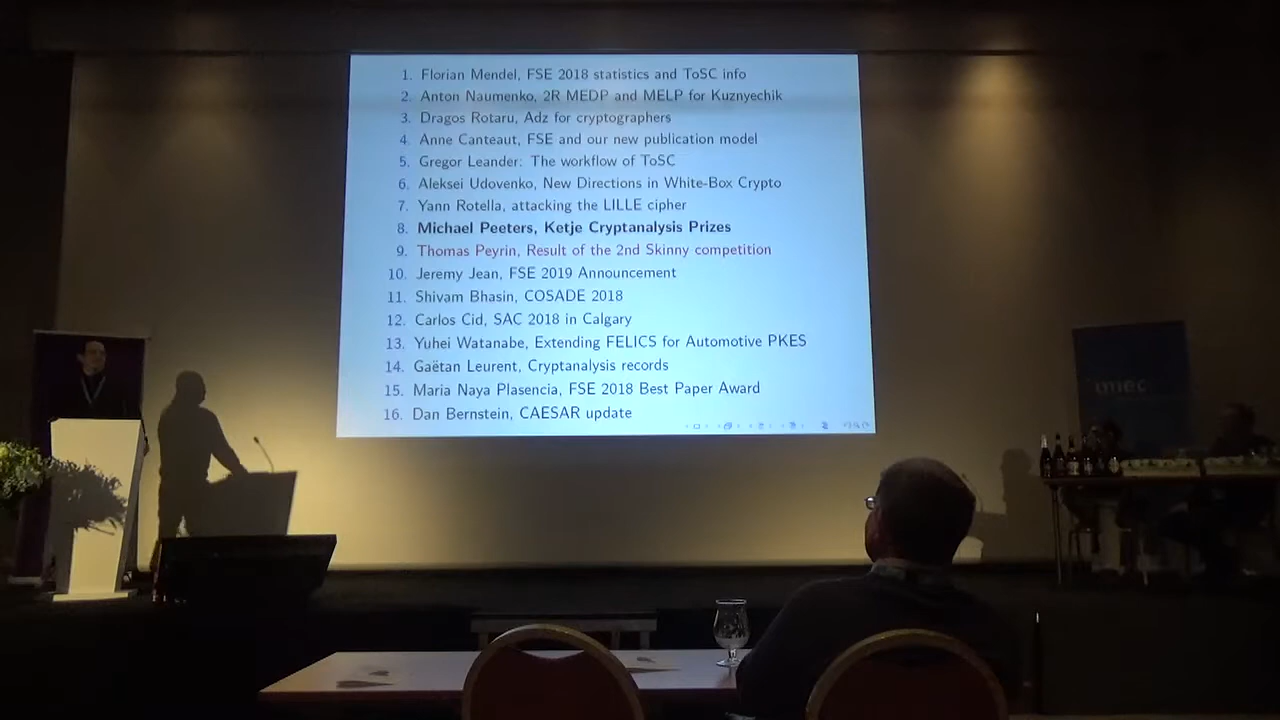 1. Florian Mendel, FSE 2018 statistics and ToSC info
2. Anton Naumenko, 2R MEDP and MELP for Kuznyechik
3. Dragos Rotaru, Adz for cryptographers
4. Anne Canteaut, FSE and our new publication model
5. Gregor Leander: The workflow of ToSC
6. Aleksei Udovenko, New Directions in White-Box Crypto
7. Yann Rotella, attacking the LILLE cipher
8. Michael Peeters, Ketje Cryptanalysis Prizes
9. Thomas Peyrin, Result of the 2nd Skinny competition
10. Jeremy Jean, FSE 2019 Announcement
11. Shivam Bhasin, COSADE 2018
12. Carlos Cid, SAC 2018 in Calgary
13. Yuhei Watanabe, Extending FELICS for Automotive PKES
14. Gaëtan Leurent, Cryptanalysis records
15. Maria Naya Plasencia, FSE 2018 Best Paper Award
16. Dan Bernstein, CAESAR update
imec